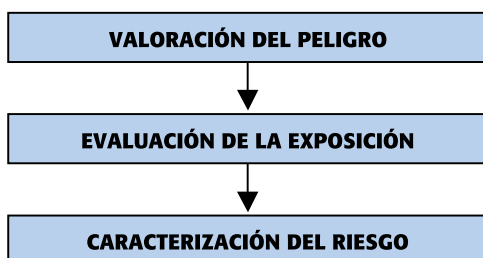 VALORACIÓN DEL PELIGRO
EVALUACIÓN DE LA EXPOSICIÓN
CARACTERIZACIÓN DEL RIESGO